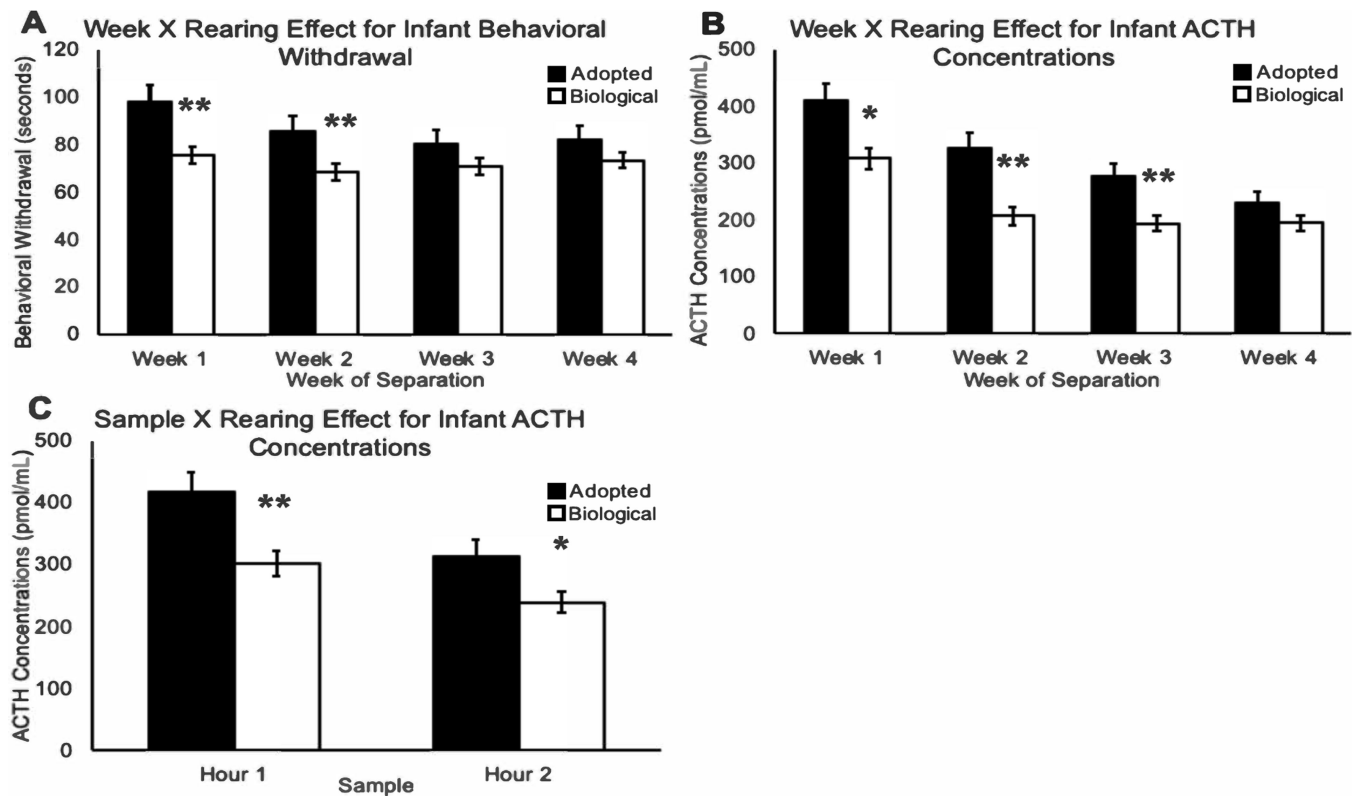 A
Week X Rearing Effect for Infant Behavioral
Withdrawal
Behavioral Withdrawal (seconds)
120
100
80
60
40
20
0
Adopted
Biological
**
**
Week 1
Week 2
Week 3
Week 4
Week of Separation
B
Week X Rearing Effect for Infant ACTH
Concentrations
ACTH Concentrations (pmol/mL)
500
400
300
200
100
0
Adopted
Biological
*
**
**
Week 1
Week 2
Week 3
Week 4
Week of Separation
C
Sample X Rearing Effect for Infant ACTH
Concentrations
ACTH Concentrations (pmol/mL)
500
400
300
200
100
0
Adopted
Biological
**
*
Hour 1
Hour 2
Sample